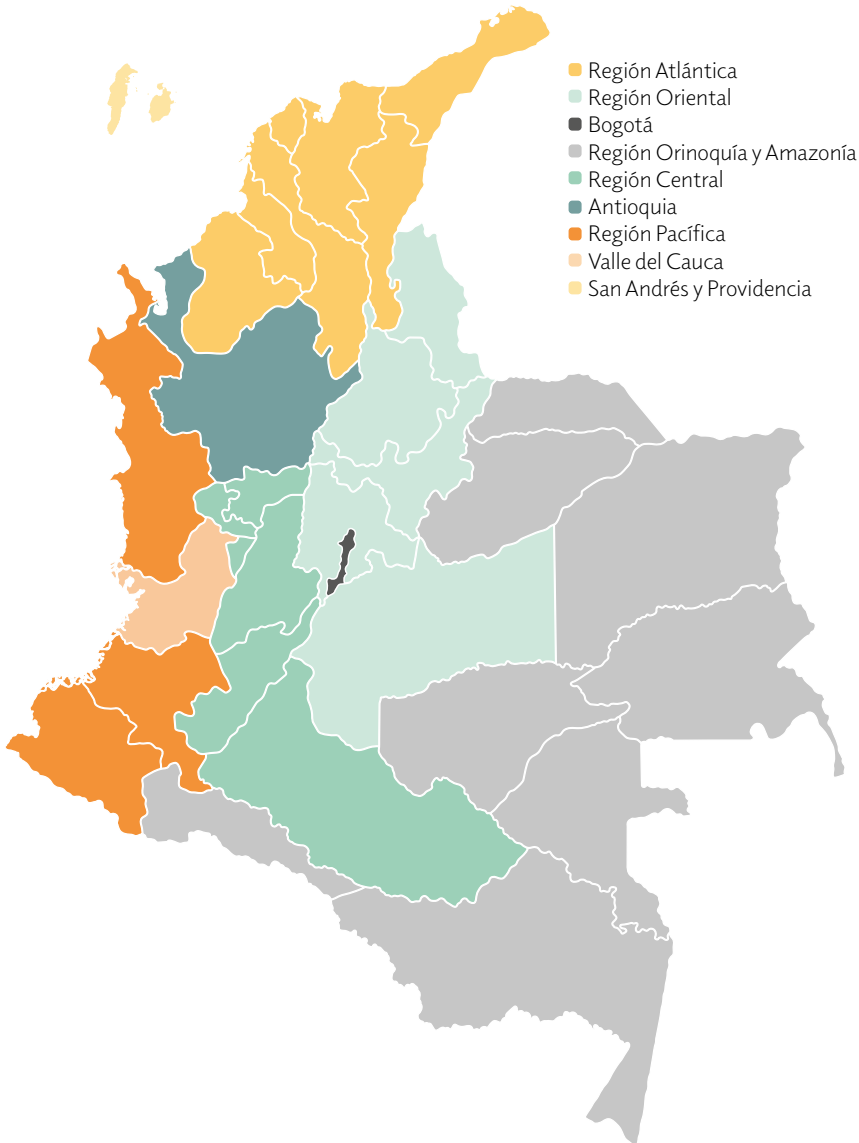 Región Atlántica
Región Oriental
Bogotá
Región Orinoquía y Amazonía
Región Central
Antioquia
Región Pacífica
Valle del Cauca
San Andrés y Providencia